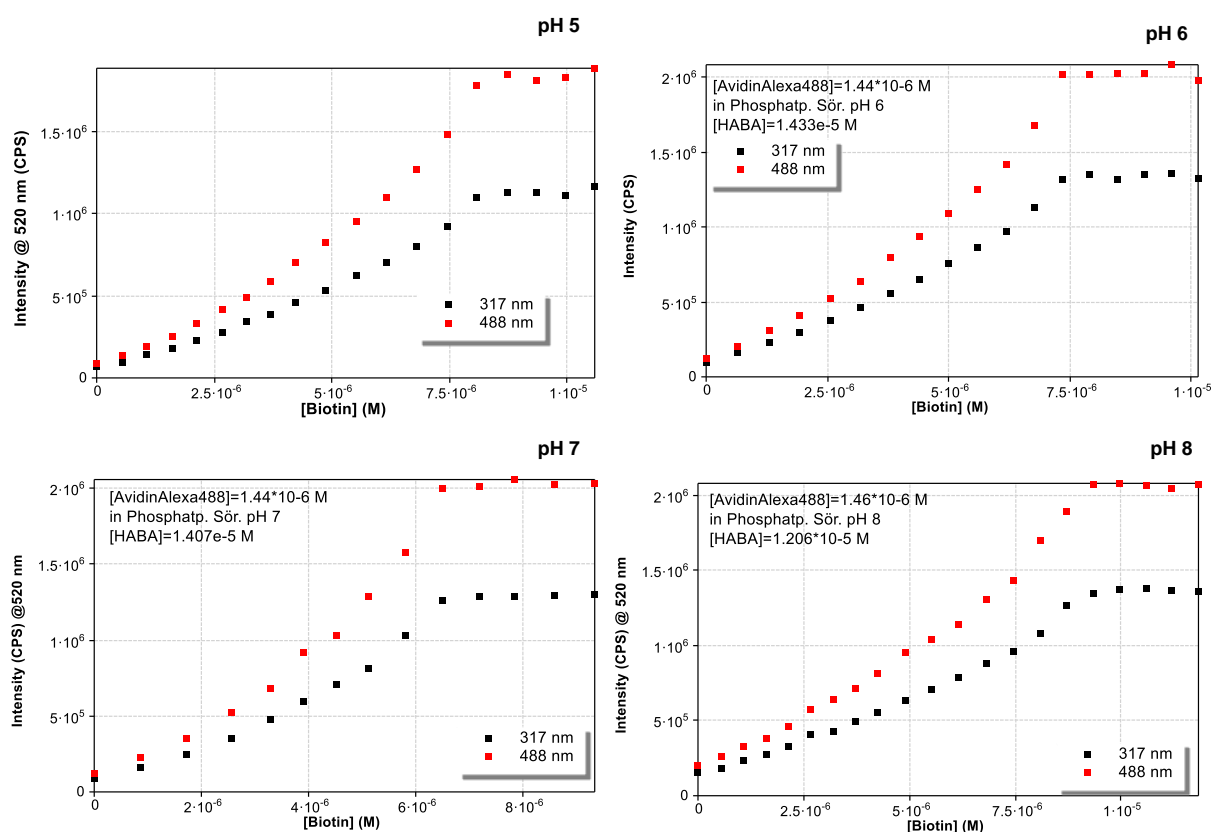 pH 5
Intensity @ 520 nm (CPS)
1.5·10⁶
1·10⁶
5·10⁵
0
317 nm
488 nm
0
2.5·10⁻⁶
5·10⁻⁶
7.5·10⁻⁶
1·10⁻⁵
[Biotin] (M)
pH 6
[AvidinAlexa488]=1.44*10-6 M
in Phosphatp. Sör. pH 6
[HABA]=1.433e-5 M
317 nm
488 nm
Intensity (CPS)
2·10⁶
1.5·10⁶
1·10⁶
5·10⁵
0
0
2.5·10⁻⁶
5·10⁻⁶
7.5·10⁻⁶
1·10⁻⁵
[Biotin] (M)
pH 7
[AvidinAlexa488]=1.44*10-6 M
in Phosphatp. Sör. pH 7
[HABA]=1.407e-5 M
Intensity (CPS) @520 nm
2·10⁶
1.5·10⁶
1·10⁶
5·10⁵
0
317 nm
488 nm
0
2·10⁻⁶
4·10⁻⁶
6·10⁻⁶
8·10⁻⁶
[Biotin] (M)
pH 8
[AvidinAlexa488]=1.46*10-6 M
in Phosphatp. Sör. pH 8
[HABA]=1.206*10-5 M
Intensity (CPS) @ 520 nm
2·10⁶
1.5·10⁶
1·10⁶
5·10⁵
0
317 nm
488 nm
0
2.5·10⁻⁶
5·10⁻⁶
7.5·10⁻⁶
1·10⁻⁵
[Biotin] (M)